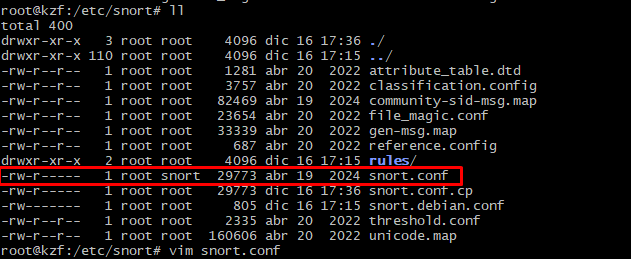 root@kzf:/etc/snort# ll
total 400
drwxr-xr-x   3 root root    4096 dic 16 17:36 ./
drwxr-xr-x 110 root root    4096 dic 16 17:15 ../
-rw-r--r--   1 root root    1281 abr 20  2022 attribute_table.dtd
-rw-r--r--   1 root root    3757 abr 20  2022 classification.config
-rw-r--r--   1 root root   82469 abr 19  2024 community-sid-msg.map
-rw-r--r--   1 root root   23654 abr 20  2022 file_magic.conf
-rw-r--r--   1 root root   33339 abr 20  2022 gen-msg.map
-rw-r--r--   1 root root     687 abr 20  2022 reference.config
drwxr-xr-x   2 root root    4096 dic 16 17:15 rules/
-rw-r-----   1 root snort  29773 abr 19  2024 snort.conf
-rw-r-----   1 root root   29773 dic 16 17:36 snort.conf.cp
-rw-------   1 root root     805 dic 16 17:15 snort.debian.conf
-rw-r--r--   1 root root    2335 abr 20  2022 threshold.conf
-rw-r--r--   1 root root  160606 abr 20  2022 unicode.map
root@kzf:/etc/snort# vim snort.conf